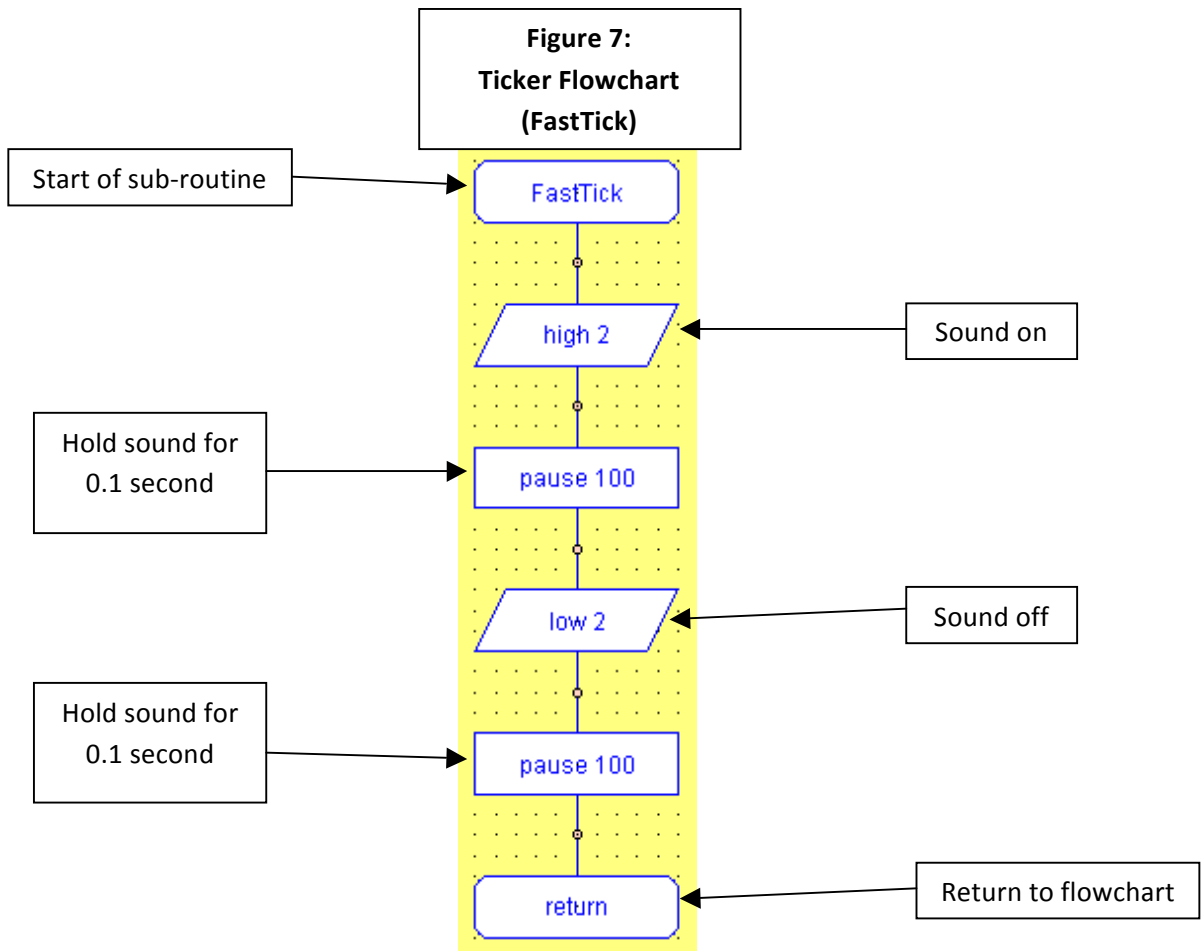 Figure 7:
Ticker Flowchart
(FastTick)
Start of sub-routine
FastTick
high 2
Sound on
Hold sound for
0.1 second
pause 100
low 2
Sound off
Hold sound for
0.1 second
pause 100
return
Return to flowchart